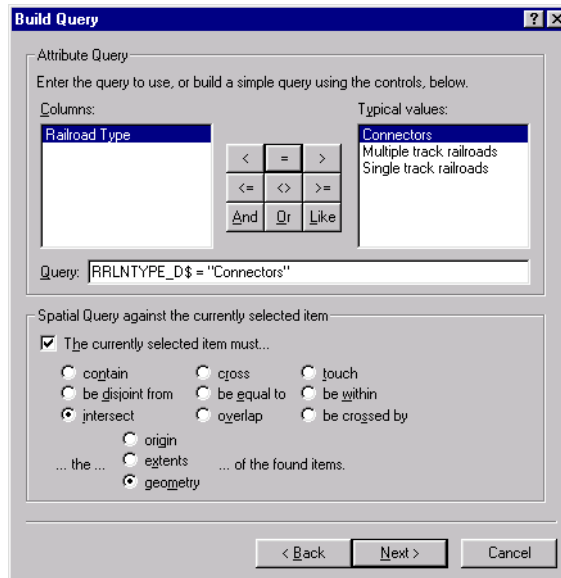 Build Query
Attribute Query
Enter the query to use, or build a simple query using the controls, below.
Columns:
Typical values:
Railroad Type
Connectors
Multiple track railroads
Single track railroads
< = >
<= <> >=
And Or Like
Query: RRLNTYPE_D$ = "Connectors"
Spatial Query against the currently selected item
The currently selected item must...
contain cross touch
be disjoint from be equal to be within
intersect overlap be crossed by
origin
... the ... extents ... of the found items.
geometry
< Back Next > Cancel